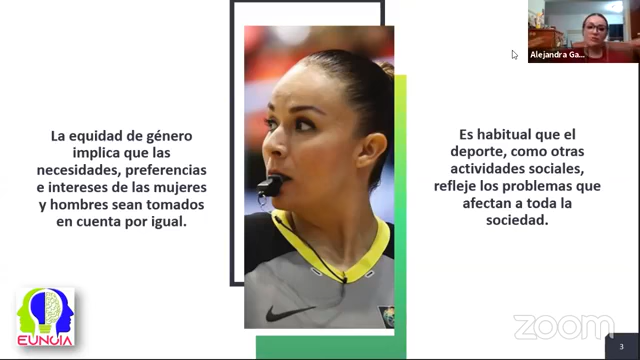 La equidad de género
implica que las
necesidades, preferencias
e intereses de las mujeres
y hombres sean tomados
en cuenta por igual.
Es habitual que el
deporte, como otras
actividades sociales,
refleje los problemas que
afectan a toda la
sociedad.
Alejandra Ga...
EUNOIA
zoom
3